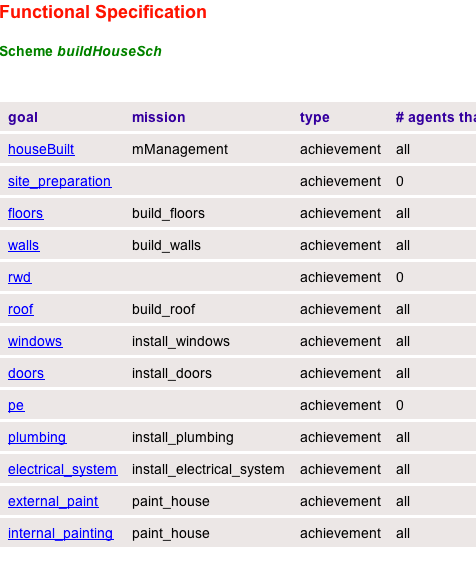 Functional Specification
Scheme buildHouseSch
goal mission type # agents
houseBuilt mManagement achievement all
site_preparation achievement 0
floors build_floors achievement all
walls build_walls achievement all
rwd achievement 0
roof build_roof achievement all
windows install_windows achievement all
doors install_doors achievement all
pe achievement 0
plumbing install_plumbing achievement all
electrical_system install_electrical_system achievement all
external_paint paint_house achievement all
internal_painting paint_house achievement all